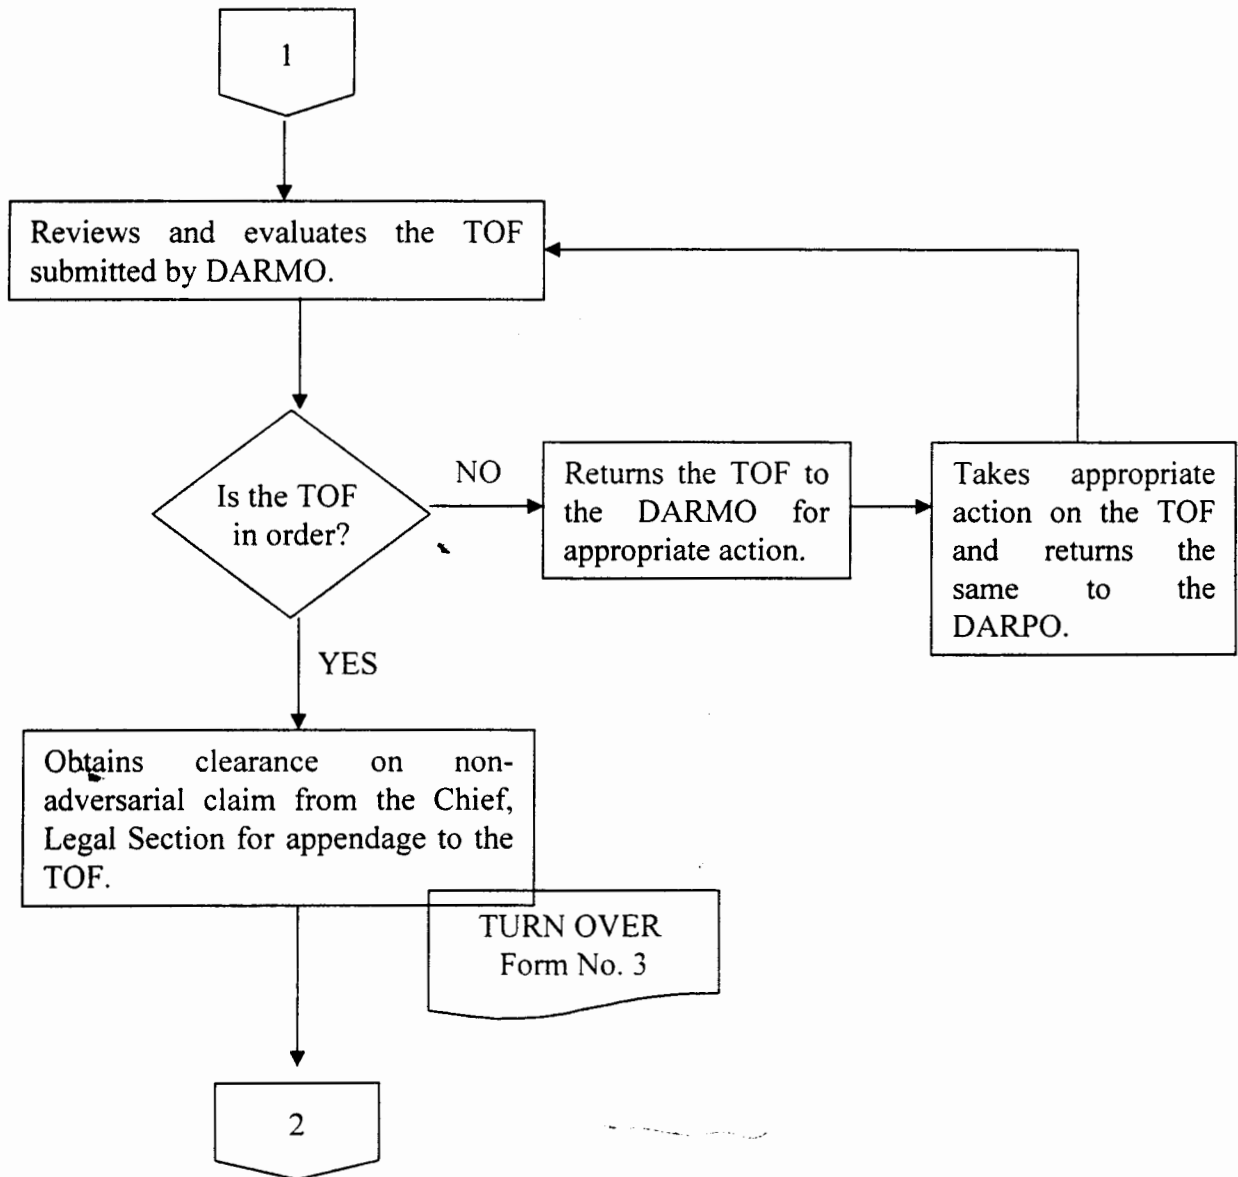 1
Reviews and evaluates the TOF
submitted by DARMO.
Is the TOF
in order?
NO
Returns the TOF to
the DARMO for
appropriate action.
Takes appropriate
action on the TOF
and returns the
same to the
DARPO.
YES
Obtains clearance on non-
adversarial claim from the Chief,
Legal Section for appendage to the
TOF.
TURN OVER
Form No. 3
2